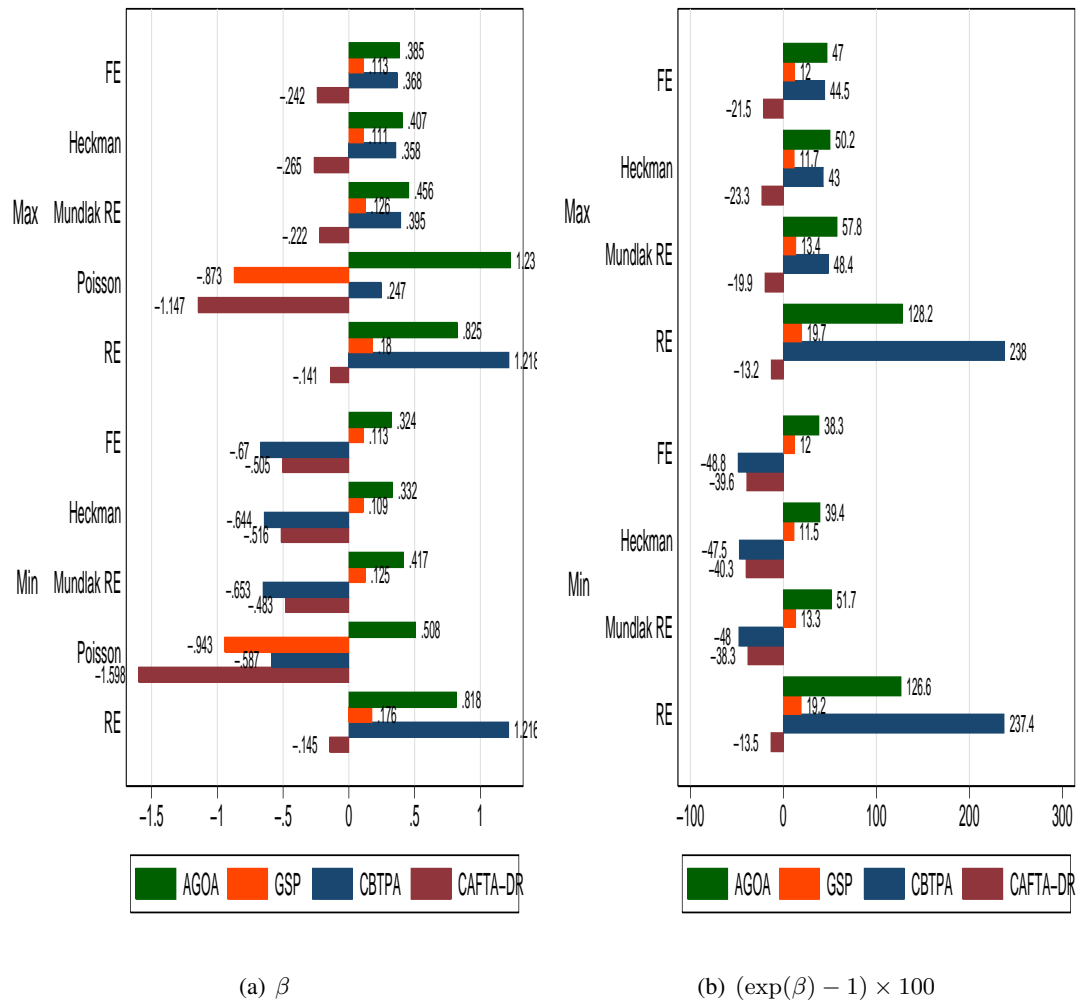 FE
.385
.113
.368
−.242
Heckman
.407
.111
.358
−.265
Max
Mundlak RE
.456
.126
.395
−.222
Poisson
1.23
−.873
.247
−1.147
RE
.825
.18
1.218
−.141
FE
.324
.113
−.67
−.505
Heckman
.332
.109
−.644
−.516
Min
Mundlak RE
.417
.125
−.653
−.483
Poisson
.508
−.943
−.587
−1.598
RE
.818
.176
1.216
−.145
−1.5 −1 −.5 0 .5 1
AGOA GSP CBTPA CAFTA−DR
(a) β
FE
47
12
44.5
−21.5
Heckman
50.2
11.7
43
−23.3
Max
Mundlak RE
57.8
13.4
48.4
−19.9
RE
128.2
19.7
238
−13.2
FE
38.3
12
−48.8
−39.6
Heckman
39.4
11.5
−47.5
−40.3
Min
Mundlak RE
51.7
13.3
−48
−38.3
RE
126.6
19.2
237.4
−13.5
−100 0 100 200 300
AGOA GSP CBTPA CAFTA−DR
(b) (exp(β) − 1) × 100